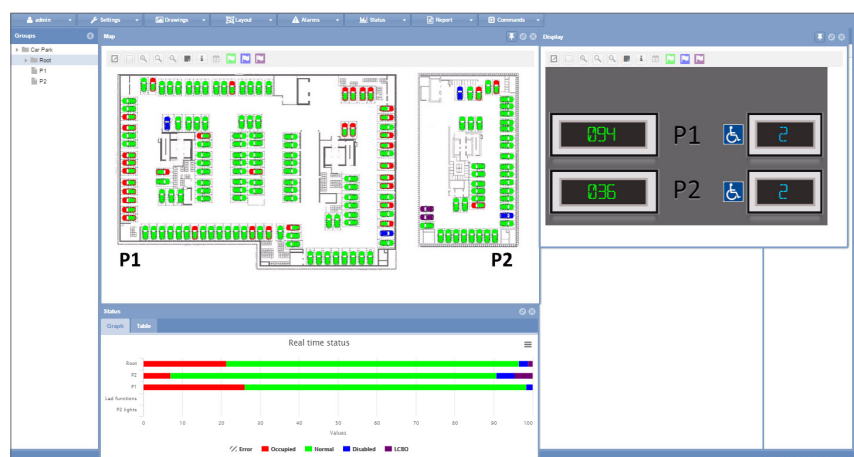 admin Settings Drawings Layout Alarms Status Report Commands
Groups
Car Park
Root
P1
P2
Map
P1
P2
Display
094 P1 2
036 P2 2
Status
Graph Table
Real time status
Root
P2
P1
Led functions
P2 lights
0 10 20 30 40 50 60 70 80 90 100
Values
Error Occupied Normal Disabled LCBO